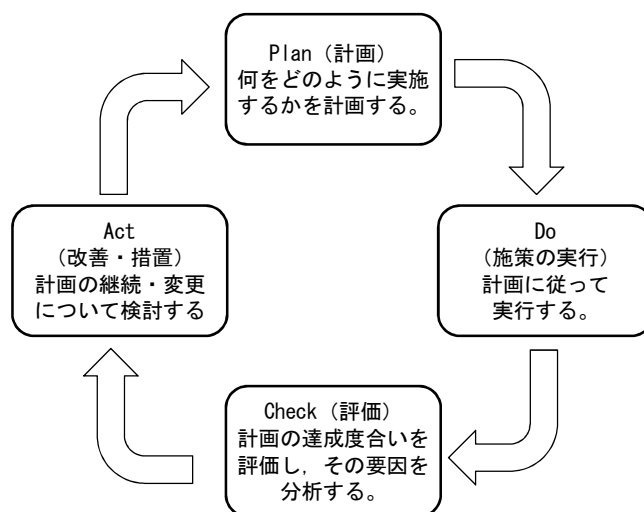 Plan（計画）
何をどのように実施
するかを計画する。
Do
（施策の実行）
計画に従って
実行する。
Check（評価）
計画の達成度合いを
評価し，その要因を
分析する。
Act
（改善・措置）
計画の継続・変更
について検討する